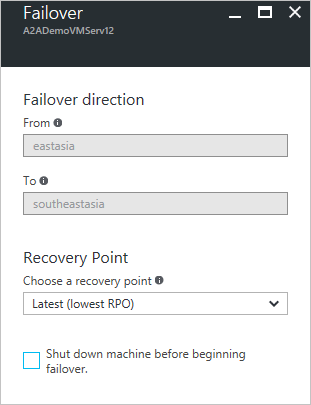 Failover
A2ADemoVMServ12
Failover direction
From
eastasia
To
southeastasia
Recovery Point
Choose a recovery point
Latest (lowest RPO)
Shut down machine before beginning
failover.